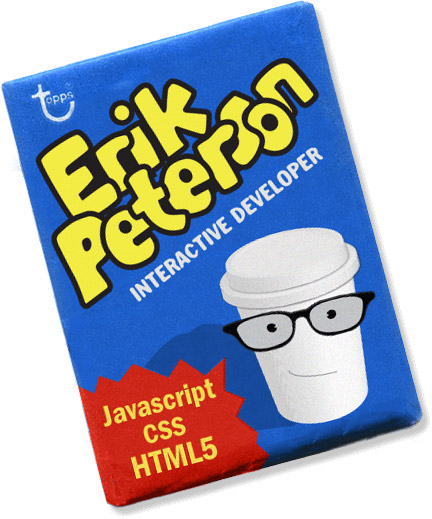 topps
Erik
Peterson
INTERACTIVE DEVELOPER
Javascript
CSS
HTML5